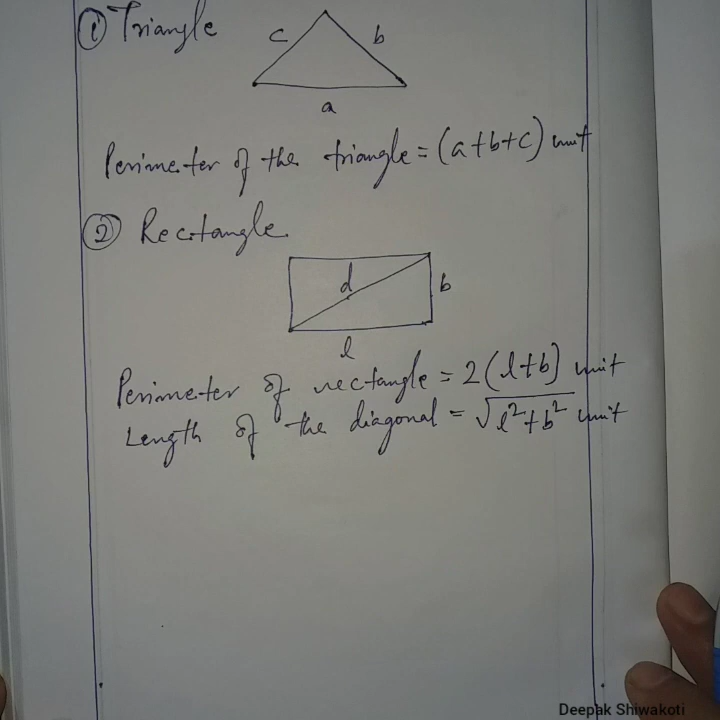 ① Triangle
c
b
a
Perimeter of the triangle = (a+b+c) unit
② Rectangle
d
b
l
Perimeter of rectangle = 2(l+b) unit
Length of the diagonal = √l²+b² unit
Deepak Shiwakoti